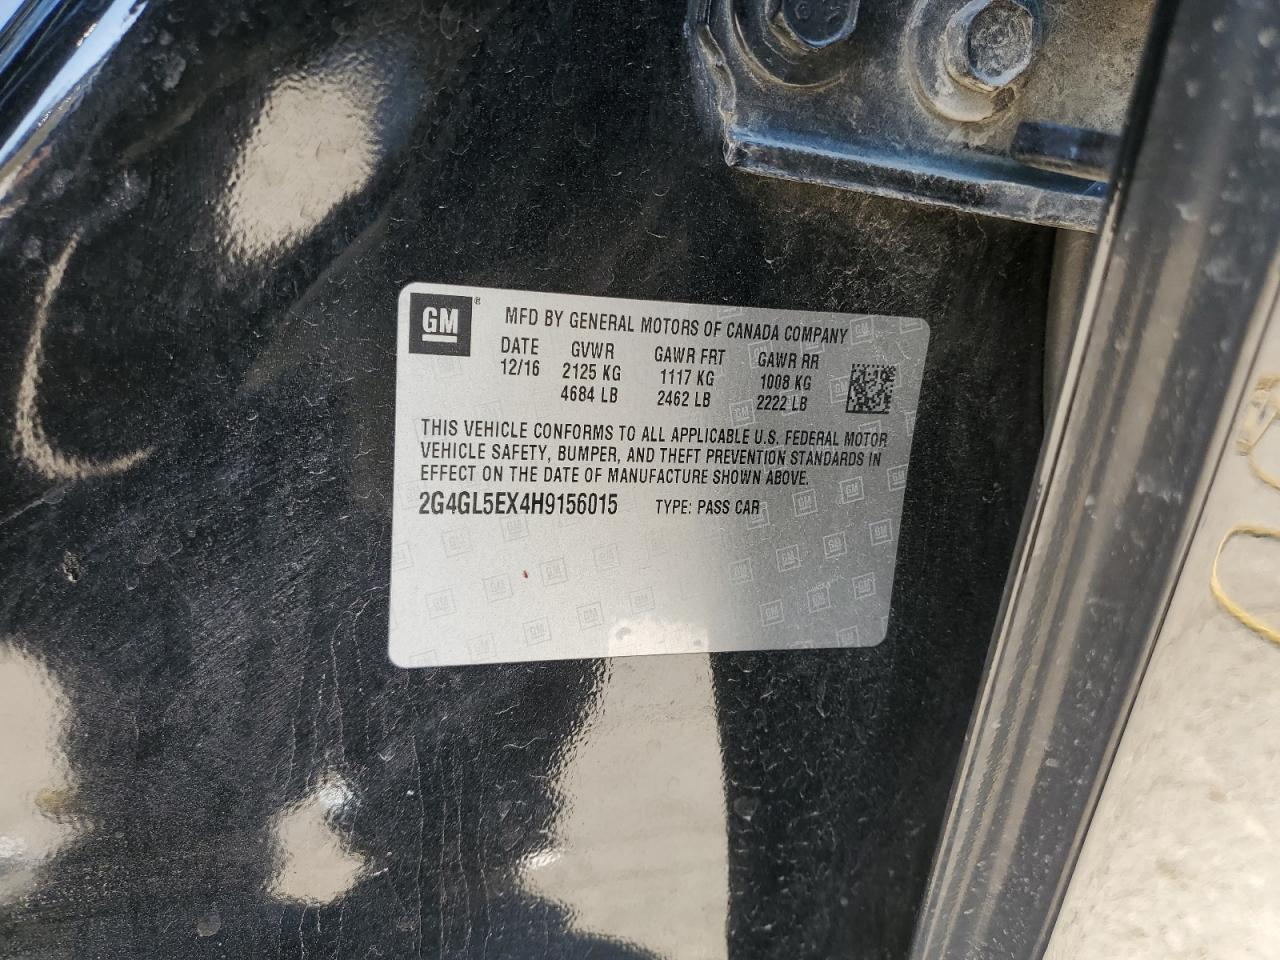 GM ®
MFD BY GENERAL MOTORS OF CANADA COMPANY
DATE GVWR GAWR FRT GAWR RR
12/16 2125 KG 1117 KG 1008 KG
4684 LB 2462 LB 2222 LB
THIS VEHICLE CONFORMS TO ALL APPLICABLE U.S. FEDERAL MOTOR
VEHICLE SAFETY, BUMPER, AND THEFT PREVENTION STANDARDS IN
EFFECT ON THE DATE OF MANUFACTURE SHOWN ABOVE.
2G4GL5EX4H9156015 TYPE: PASS CAR